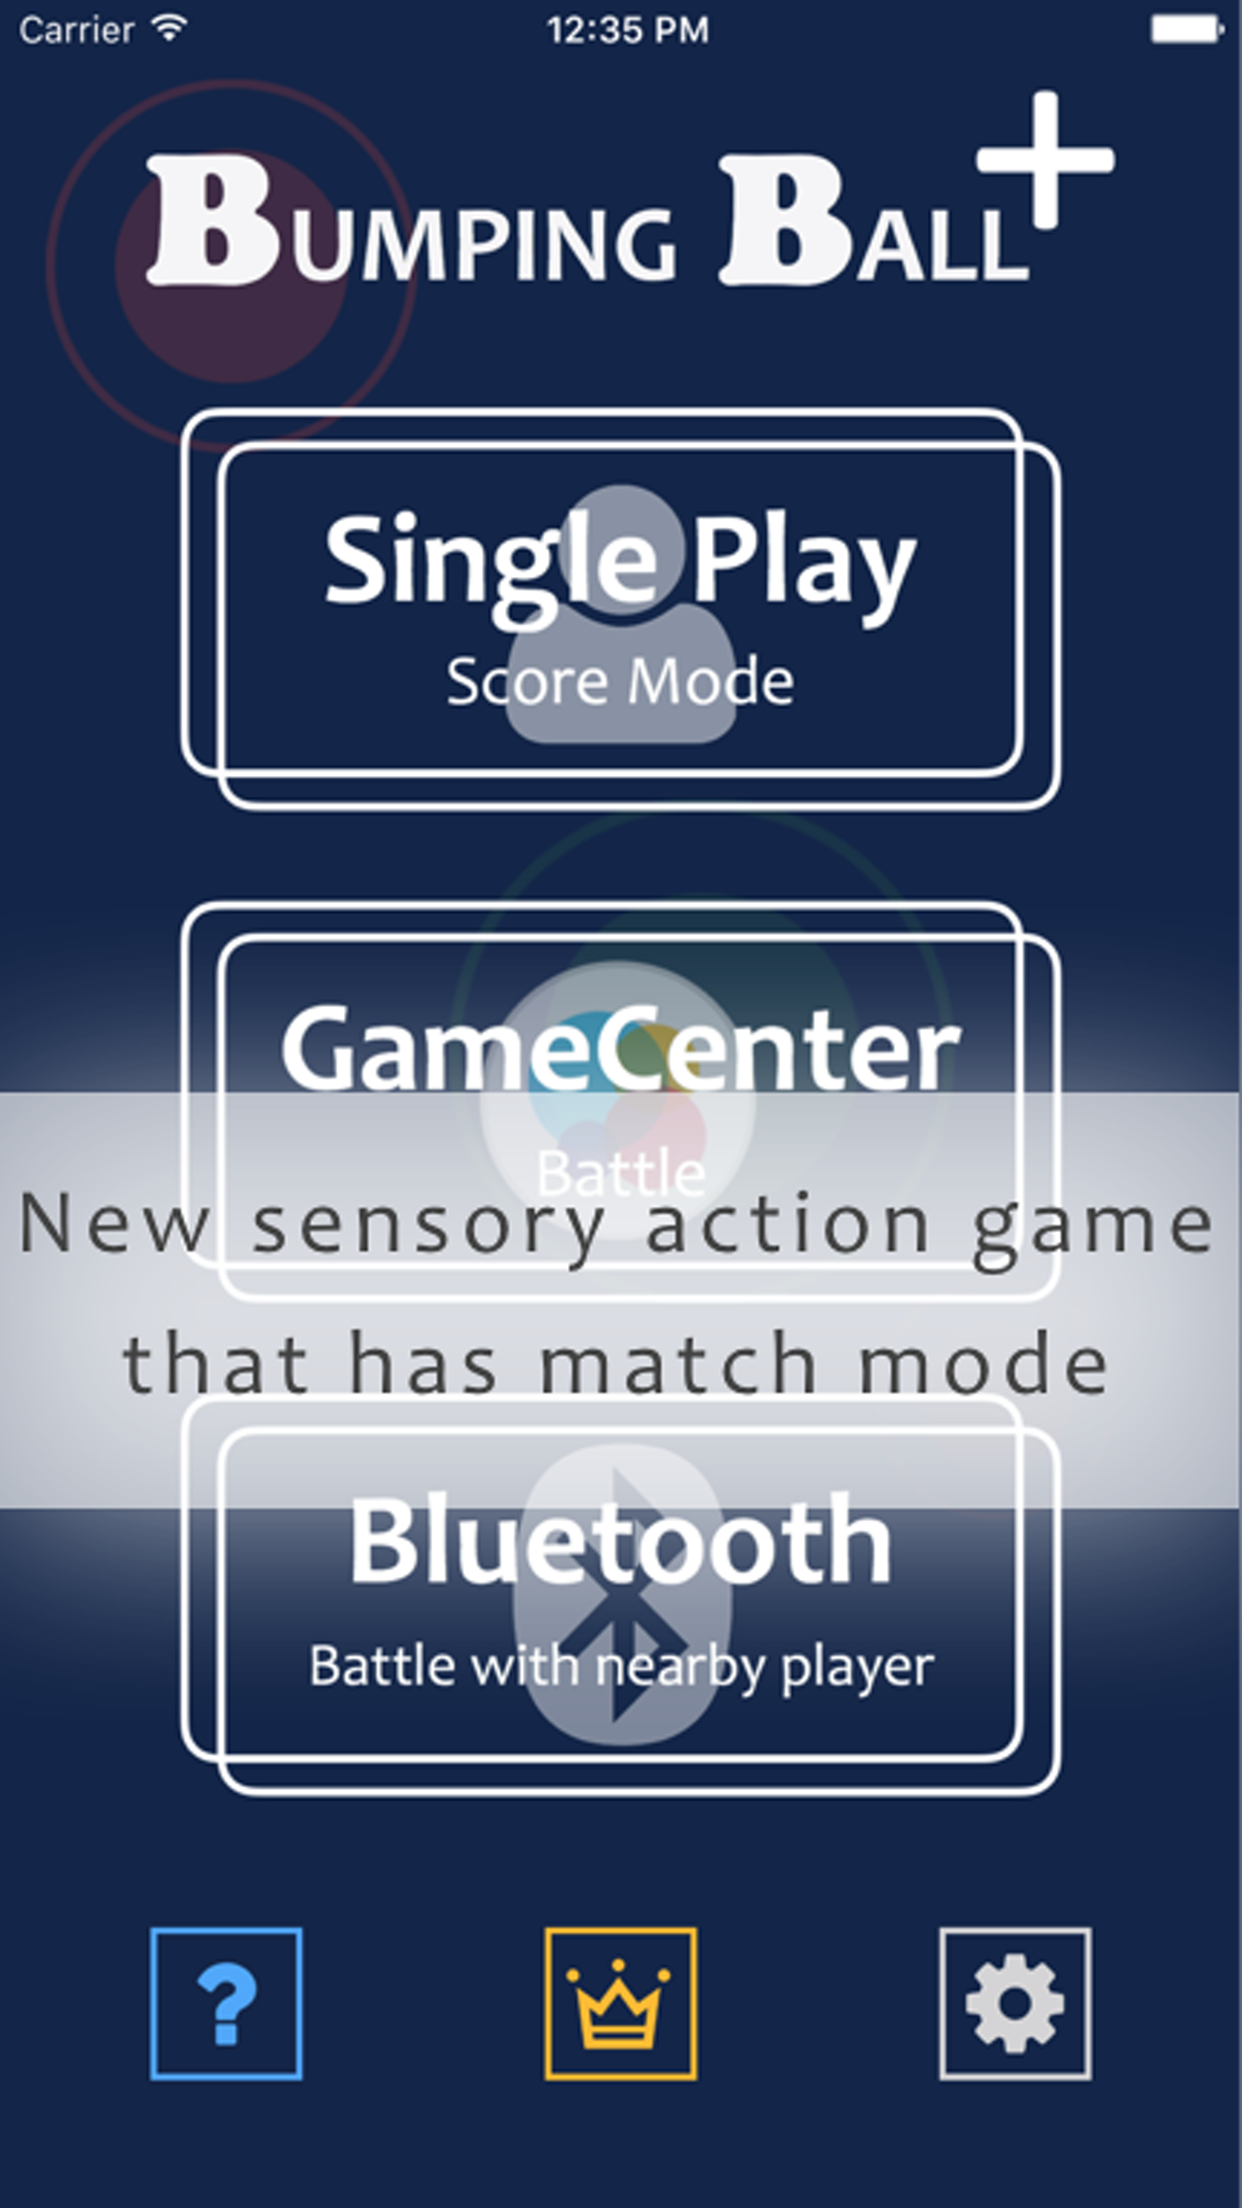 Carrier 12:35 PM
BUMPING BALL+
Single Play
Score Mode
GameCenter
Battle
New sensory action game
that has match mode
Bluetooth
Battle with nearby player
?